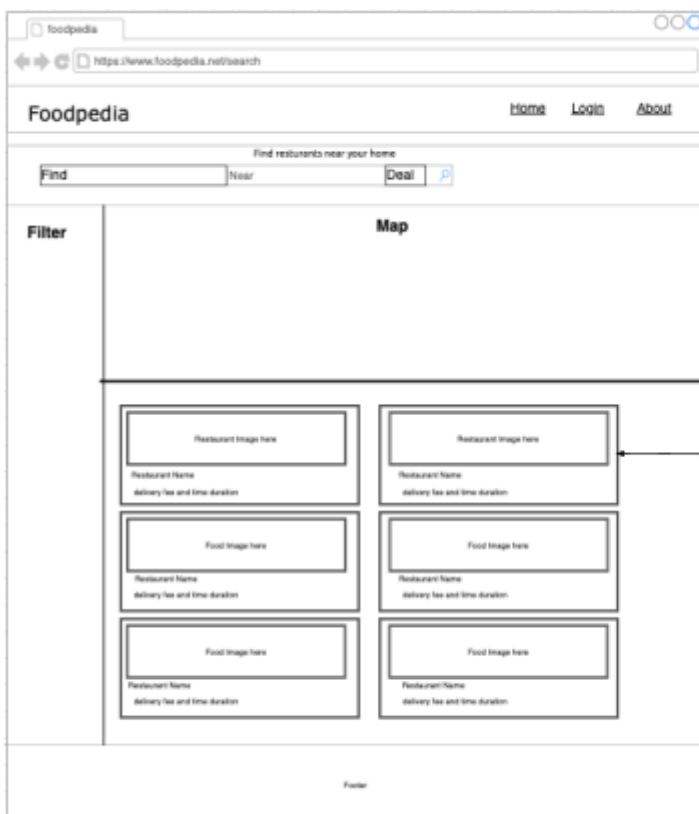 foodpedia
https://www.foodpedia.net/search
Foodpedia
Home Login About
Find resturants near your home
Find Near Deal
Filter
Map
Restaurant Image here Restaurant Image here
Restaurant Name Restaurant Name
delivery fee and time duration delivery fee and time duration
Food Image here Food Image here
Restaurant Name Restaurant Name
delivery fee and time duration delivery fee and time duration
Food Image here Food Image here
Restaurant Name Restaurant Name
delivery fee and time duration delivery fee and time duration
Footer